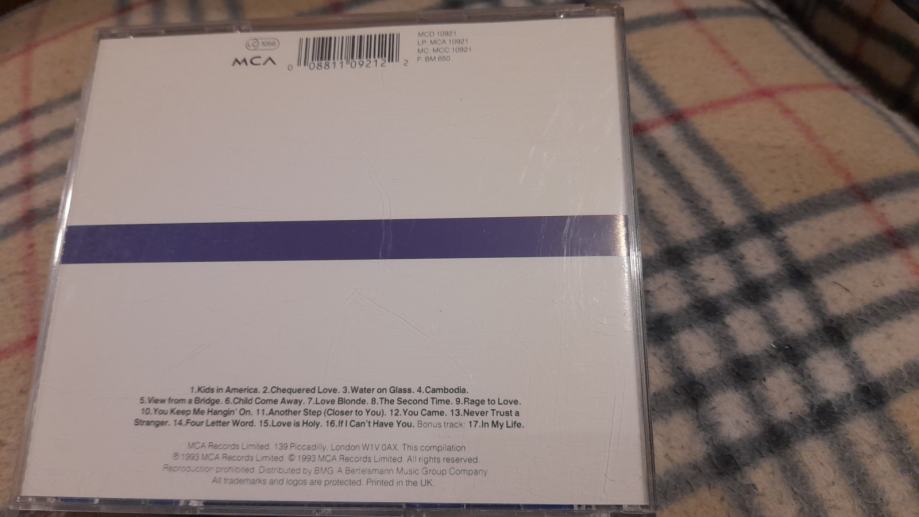 LC 1056
MCA
0 08811 09212 2
MCD 10921
LP: MCA 10921
MC: MCC 10921
F: BM 650
1.Kids in America. 2.Chequered Love. 3.Water on Glass. 4.Cambodia.
5.View from a Bridge. 6.Child Come Away. 7.Love Blonde. 8.The Second Time. 9.Rage to Love.
10.You Keep Me Hangin' On. 11.Another Step (Closer to You). 12.You Came. 13.Never Trust a
Stranger. 14.Four Letter Word. 15.Love is Holy. 16.If I Can't Have You. Bonus track: 17.In My Life.
MCA Records Limited. 139 Piccadilly. London W1V 0AX. This compilation
℗ 1993 MCA Records Limited. © 1993 MCA Records Limited. All rights reserved.
Reproduction prohibited. Distributed by BMG. A Bertelsmann Music Group Company
All trademarks and logos are protected. Printed in the UK.